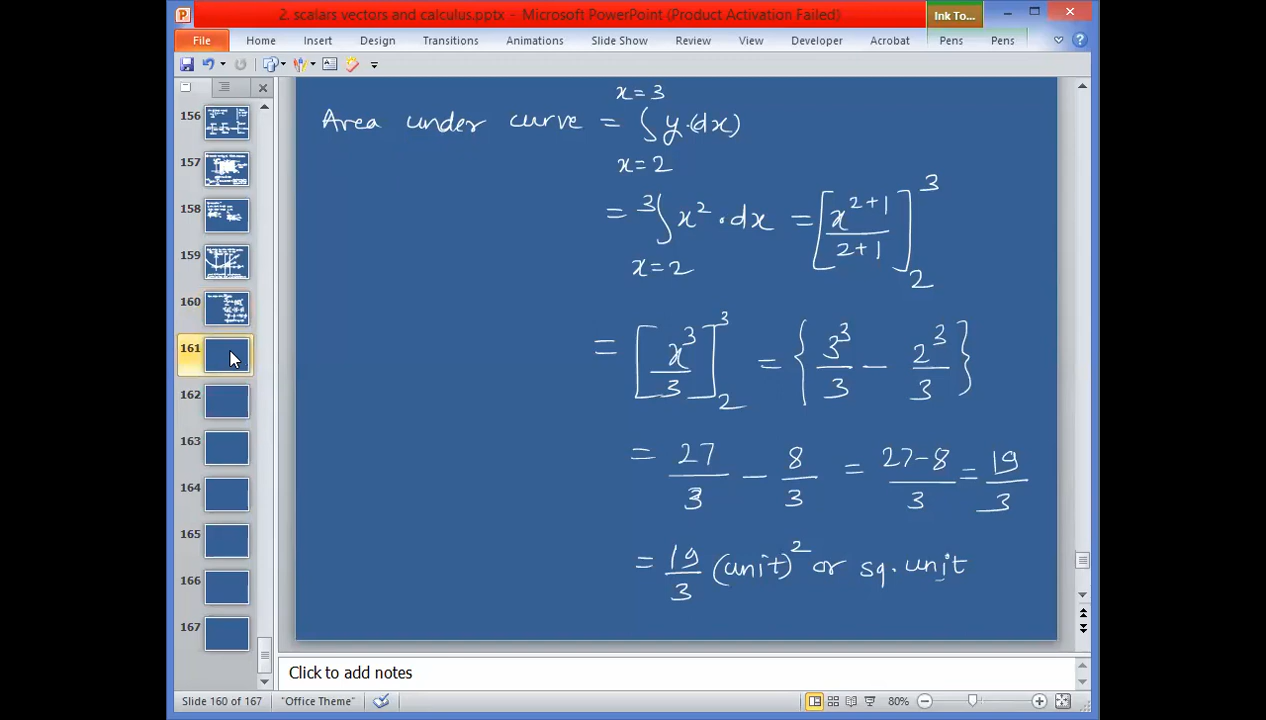 2. scalars vectors and calculus.pptx - Microsoft PowerPoint (Product Activation Failed)
Ink To...
File Home Insert Design Transitions Animations Slide Show Review View Developer Acrobat Pens Pens
156
157
158
159
160
161
162
163
164
165
166
167
x = 3
Area under curve = ∫ y·(dx)
x = 2
= ³∫ x² · dx = [x^(2+1) / (2+1)]₂³
x = 2
= [x³/3]₂³ = {3³/3 − 2³/3}
= 27/3 − 8/3 = (27−8)/3 = 19/3
= 19/3 (unit)² or sq. unit
Click to add notes
Slide 160 of 167 "Office Theme" 80%